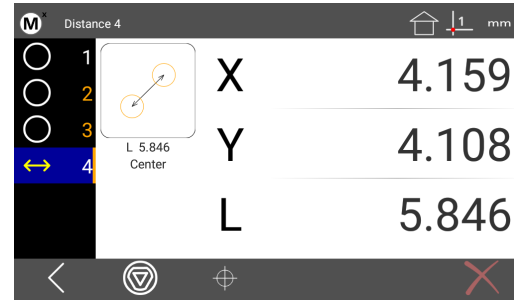 M x Distance 4 1 mm
1
2
3
4
L 5.846
Center
X 4.159
Y 4.108
L 5.846